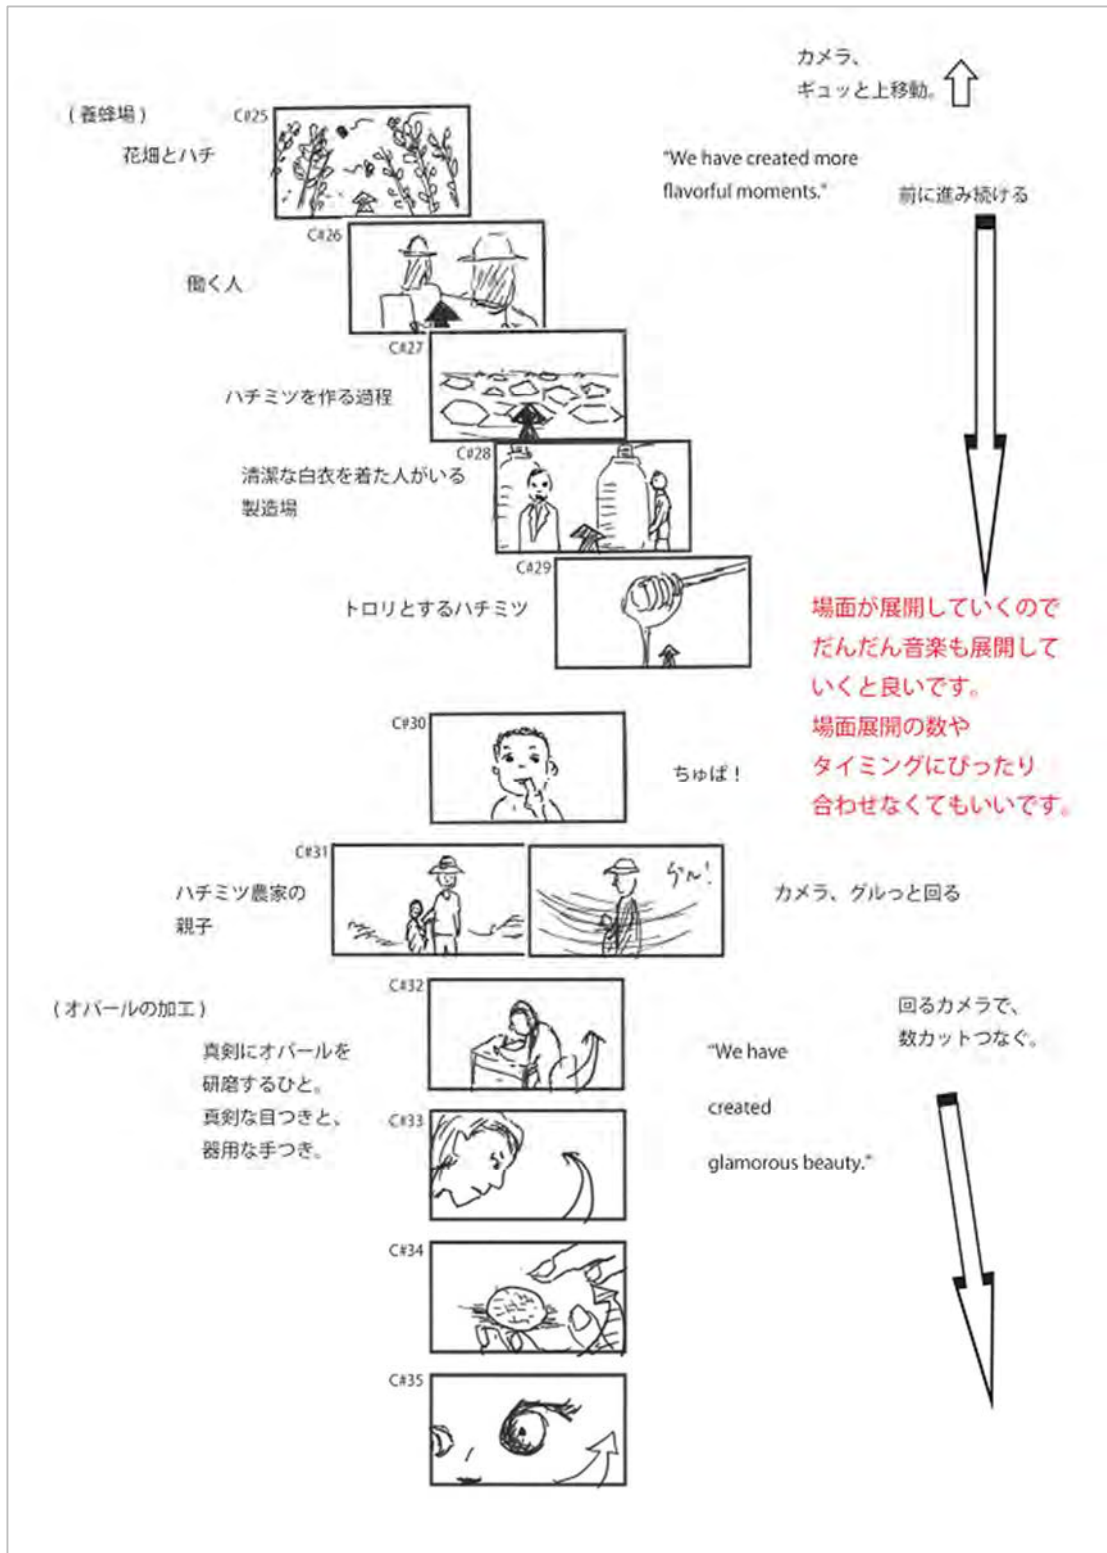 カメラ、
ギュッと上移動。
(養蜂場)
C#25
花畑とハチ
"We have created more
flavorful moments."
前に進み続ける
C#26
働く人
C#27
ハチミツを作る過程
C#28
清潔な白衣を着た人がいる
製造場
C#29
トロリとするハチミツ
場面が展開していくので
だんだん音楽も展開して
いくと良いです。
場面展開の数や
タイミングにぴったり
合わせなくてもいいです。
C#30
ちゅぱ！
C#31
ハチミツ農家の
親子
グル!
カメラ、グルっと回る
C#32
(オパールの加工)
真剣にオパールを
研磨するひと。
真剣な目つきと、
器用な手つき。
回るカメラで、
数カットつなぐ。
"We have
created
glamorous beauty."
C#33
C#34
C#35